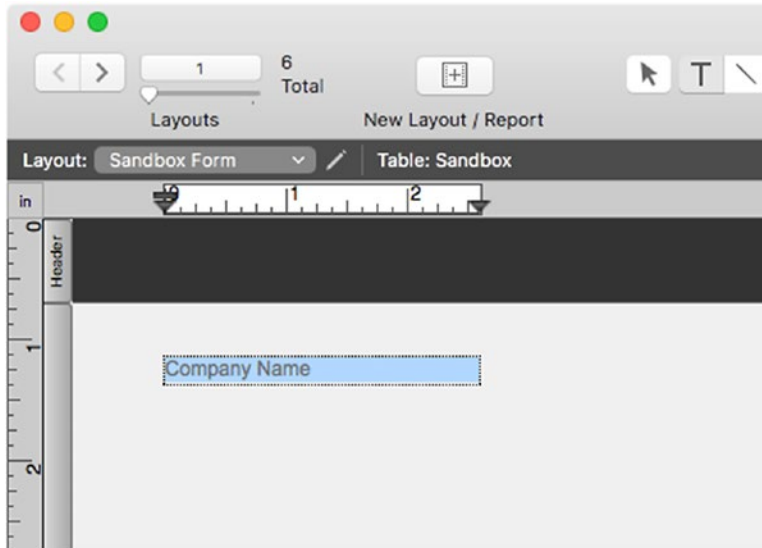 1
6
Total
T
Layouts
New Layout / Report
Layout: Sandbox Form Table: Sandbox
in
0 1 2
0
Header
1
Company Name
2